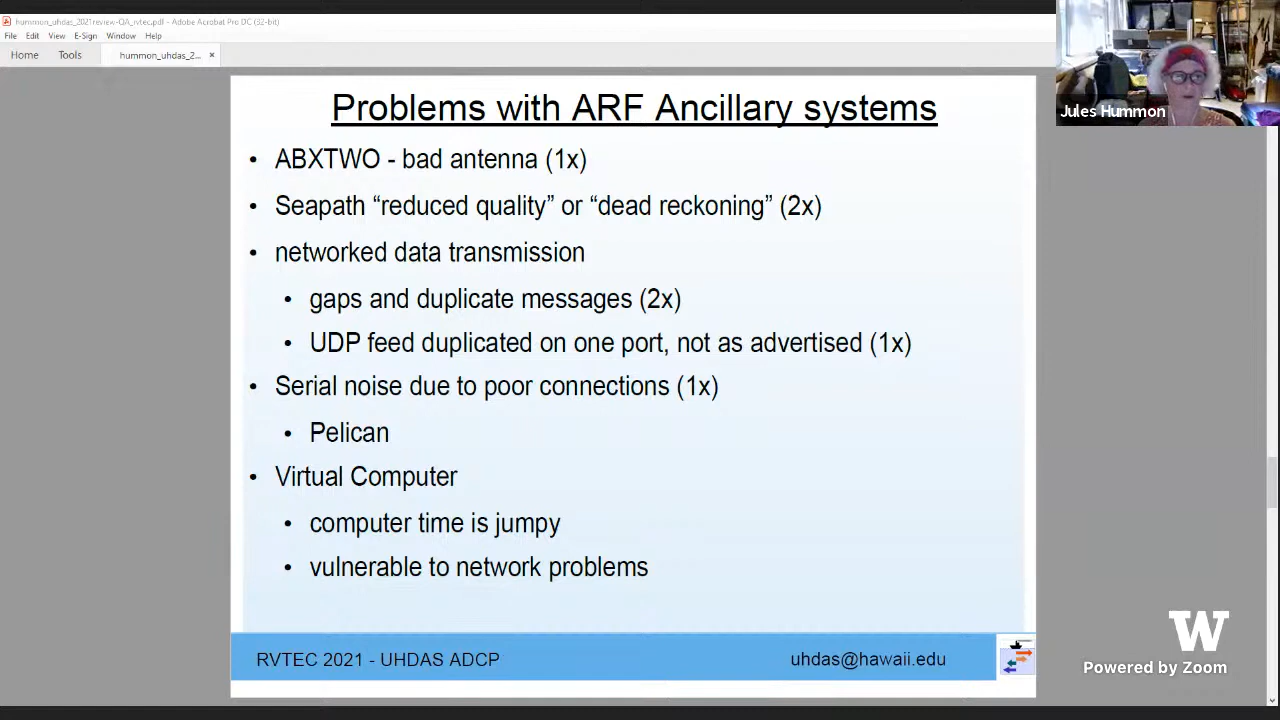 hummon_uhdas_2021review-QA_rvtec.pdf - Adobe Acrobat Pro DC (32-bit)
File Edit View E-Sign Window Help
Home Tools hummon_uhdas_2... ×
Jules Hummon
Problems with ARF Ancillary systems
• ABXTWO - bad antenna (1x)
• Seapath “reduced quality” or “dead reckoning” (2x)
• networked data transmission
• gaps and duplicate messages (2x)
• UDP feed duplicated on one port, not as advertised (1x)
• Serial noise due to poor connections (1x)
• Pelican
• Virtual Computer
• computer time is jumpy
• vulnerable to network problems
RVTEC 2021 - UHDAS ADCP uhdas@hawaii.edu
W
Powered by Zoom